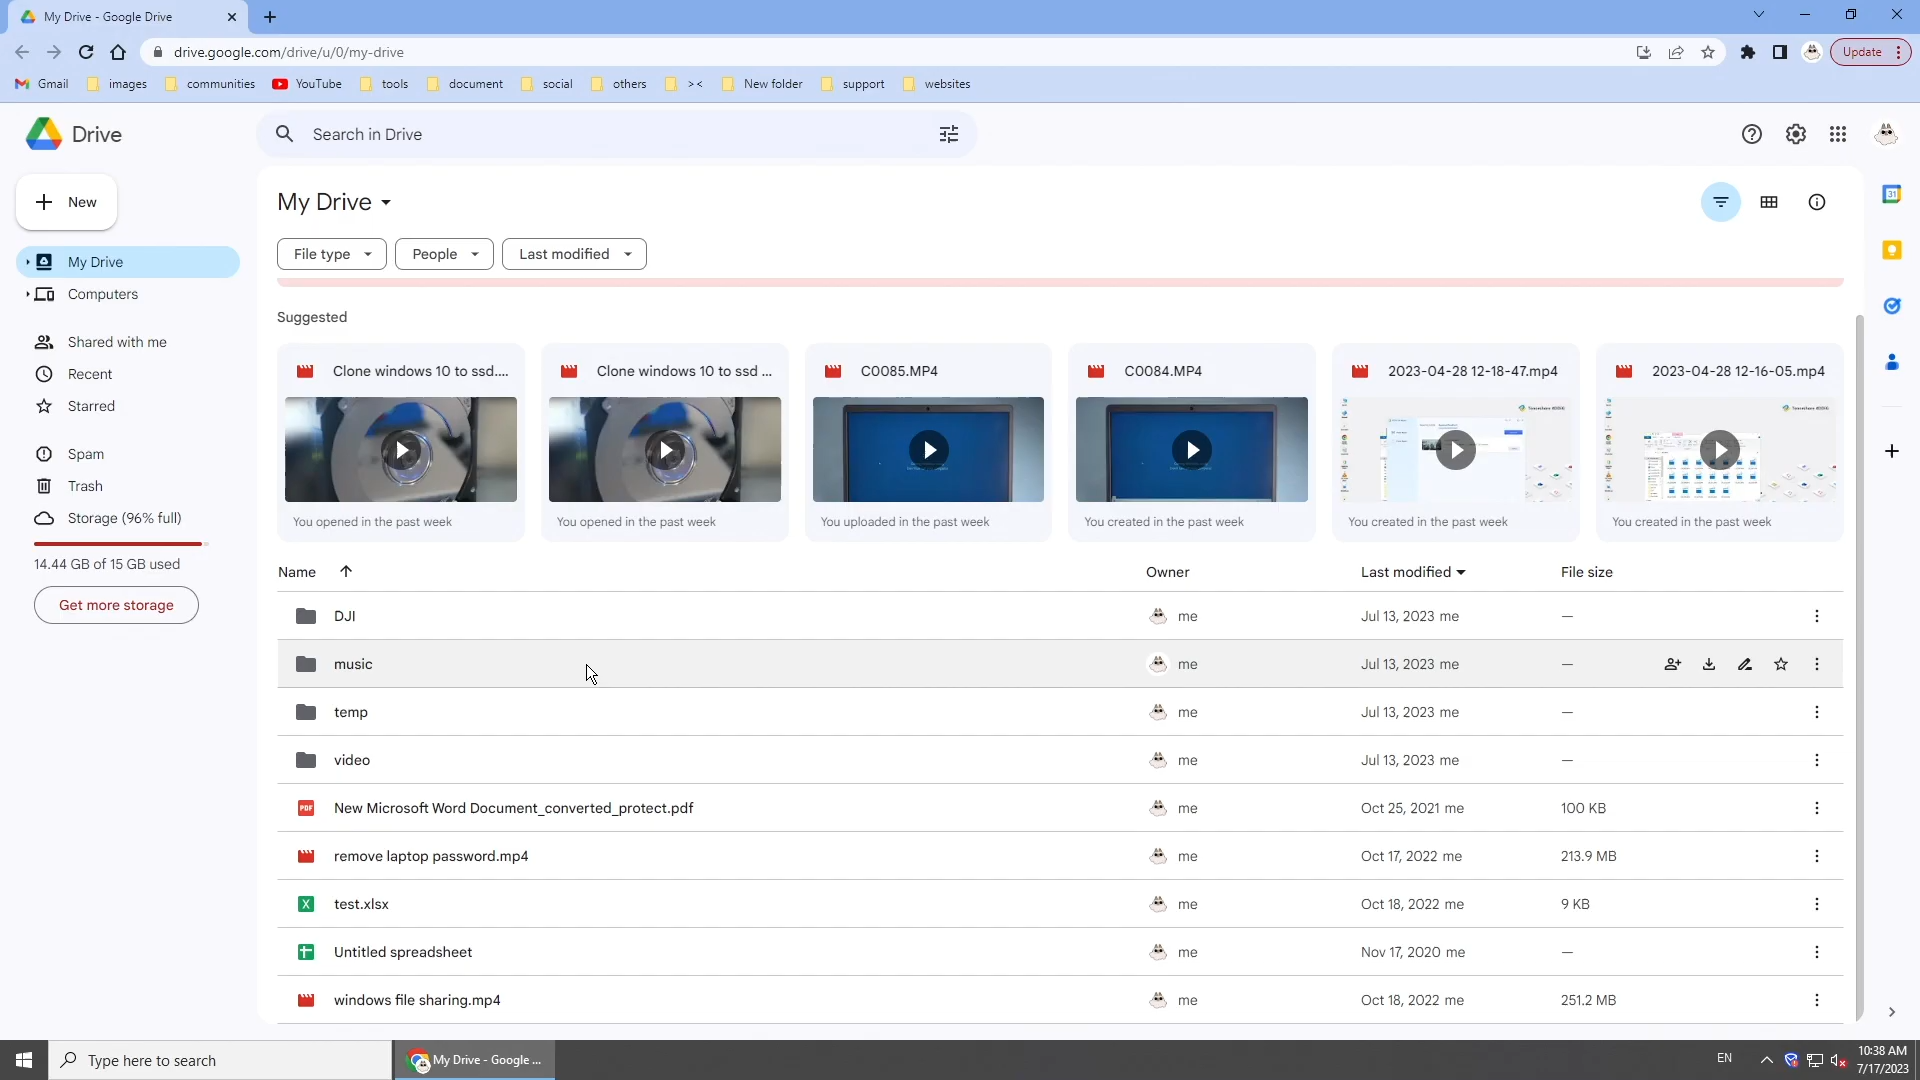 My Drive - Google Drive
drive.google.com/drive/u/0/my-drive
Update
Gmail images communities YouTube tools document social others >< New folder support websites
Drive
Search in Drive
New
My Drive
Computers
Shared with me
Recent
Starred
Spam
Trash
Storage (96% full)
14.44 GB of 15 GB used
Get more storage
My Drive
File type People Last modified
Suggested
Clone windows 10 to ssd....
You opened in the past week
Clone windows 10 to ssd ...
You opened in the past week
C0085.MP4
You uploaded in the past week
C0084.MP4
You created in the past week
2023-04-28 12-18-47.mp4
You created in the past week
2023-04-28 12-16-05.mp4
You created in the past week
Name Owner Last modified File size
DJI me Jul 13, 2023 me —
music me Jul 13, 2023 me —
temp me Jul 13, 2023 me —
video me Jul 13, 2023 me —
PDF New Microsoft Word Document_converted_protect.pdf me Oct 25, 2021 me 100 KB
remove laptop password.mp4 me Oct 17, 2022 me 213.9 MB
X test.xlsx me Oct 18, 2022 me 9 KB
Untitled spreadsheet me Nov 17, 2020 me —
windows file sharing.mp4 me Oct 18, 2022 me 251.2 MB
31
Type here to search
My Drive - Google ...
EN
10:38 AM
7/17/2023